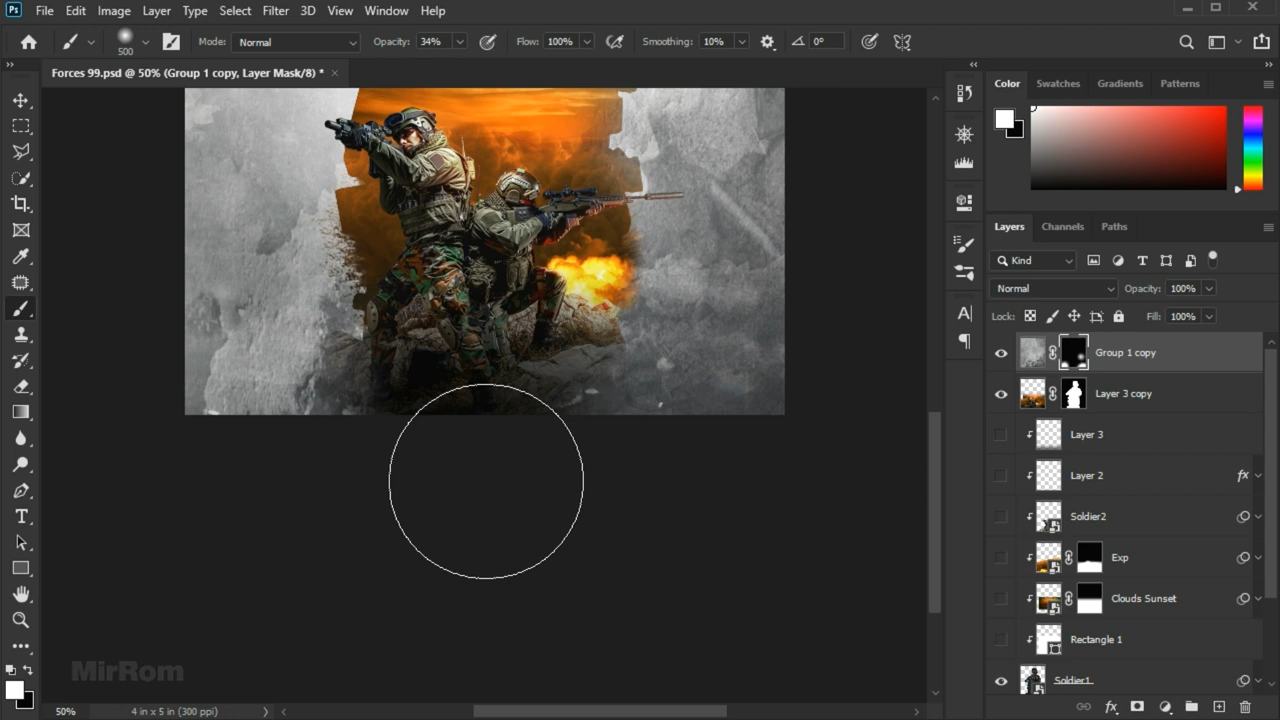 Ps File Edit Image Layer Type Select Filter 3D View Window Help
500 Mode: Normal Opacity: 34% Flow: 100% Smoothing: 10% 0°
Forces 99.psd @ 50% (Group 1 copy, Layer Mask/8) * ×
Color Swatches Gradients Patterns
Layers Channels Paths
Kind
Normal Opacity: 100%
Lock: Fill: 100%
Group 1 copy
Layer 3 copy
Layer 3
Layer 2 fx
Soldier2
Exp
Clouds Sunset
Rectangle 1
Soldier1
MirRom
50% 4 in x 5 in (300 ppi)
fx